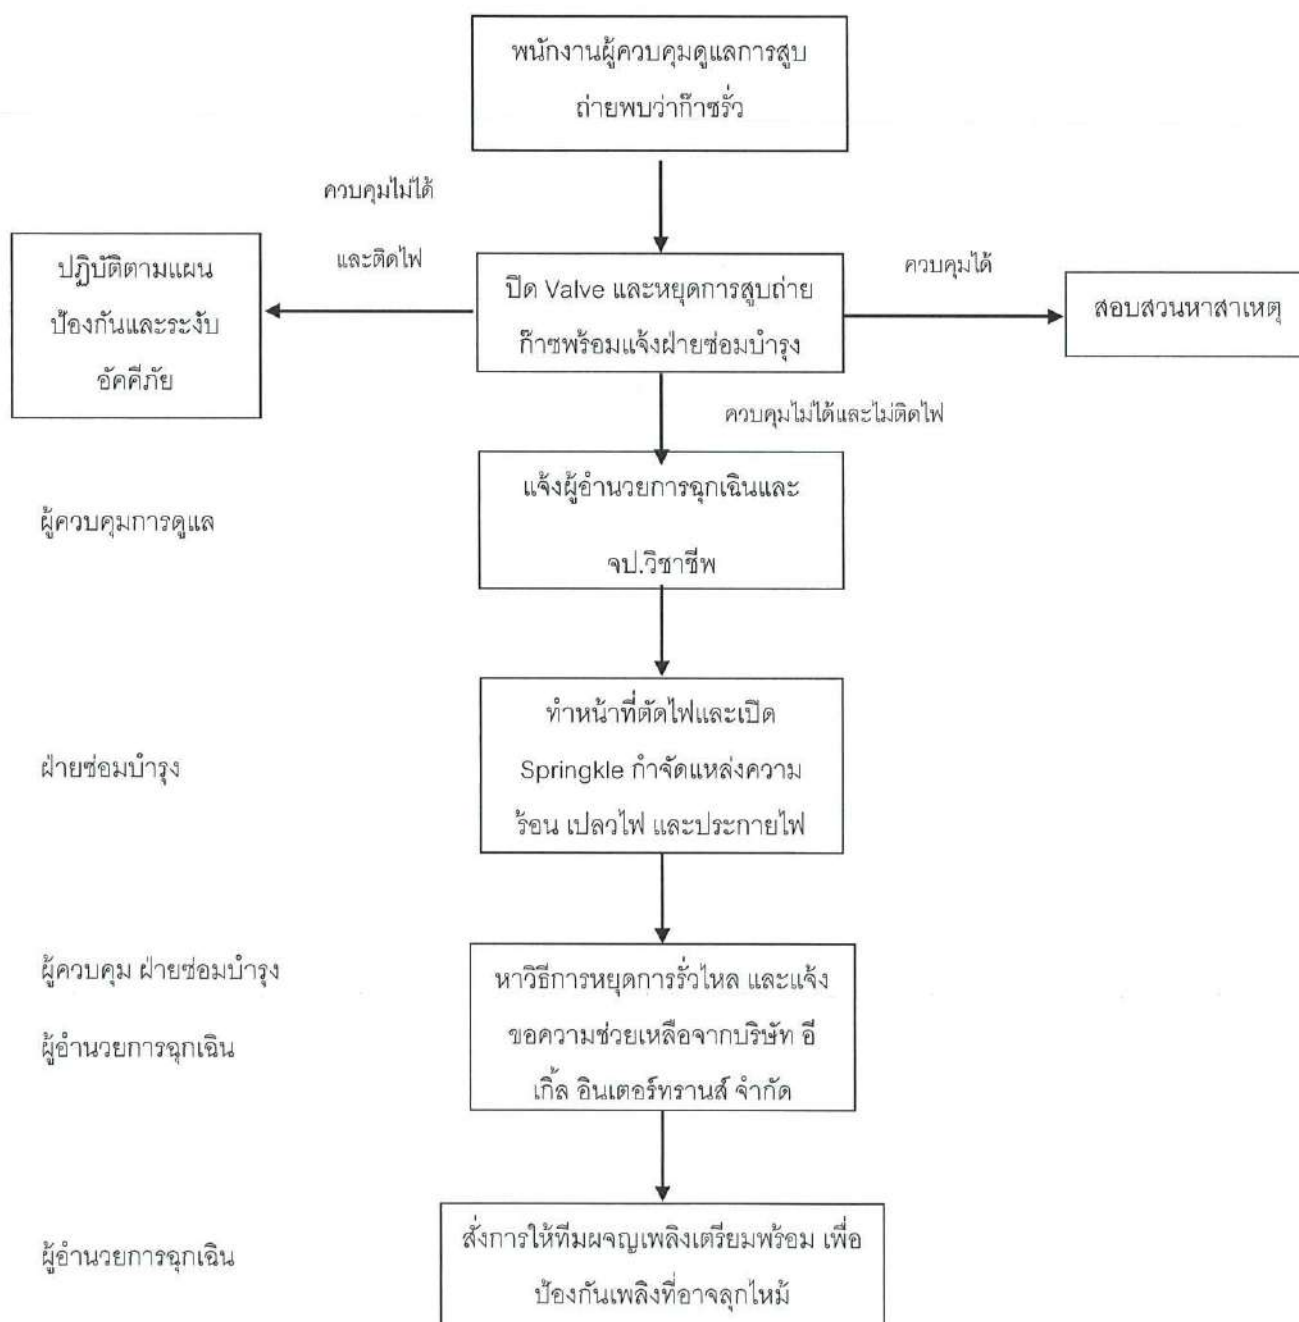 พนักงานผู้ควบคุมดูแลการสูบ
ถ่ายพบว่าก๊าซรั่ว
ควบคุมไม่ได้
และติดไฟ
ปฏิบัติตามแผน
ป้องกันและระงับ
อัคคีภัย
ปิด Valve และหยุดการสูบถ่าย
ก๊าซพร้อมแจ้งฝ่ายซ่อมบำรุง
ควบคุมได้
สอบสวนหาสาเหตุ
ควบคุมไม่ได้และไม่ติดไฟ
ผู้ควบคุมการดูแล
แจ้งผู้อำนวยการฉุกเฉินและ
จป.วิชาชีพ
ฝ่ายซ่อมบำรุง
ทำหน้าที่ตัดไฟและเปิด
Springkle กำจัดแหล่งความ
ร้อน เปลวไฟ และประกายไฟ
ผู้ควบคุม ฝ่ายซ่อมบำรุง
ผู้อำนวยการฉุกเฉิน
หาวิธีการหยุดการรั่วไหล และแจ้ง
ขอความช่วยเหลือจากบริษัท อี
เกิ้ล อินเตอร์ทรานส์ จำกัด
ผู้อำนวยการฉุกเฉิน
สั่งการให้ทีมผจญเพลิงเตรียมพร้อม เพื่อ
ป้องกันเพลิงที่อาจลุกไหม้